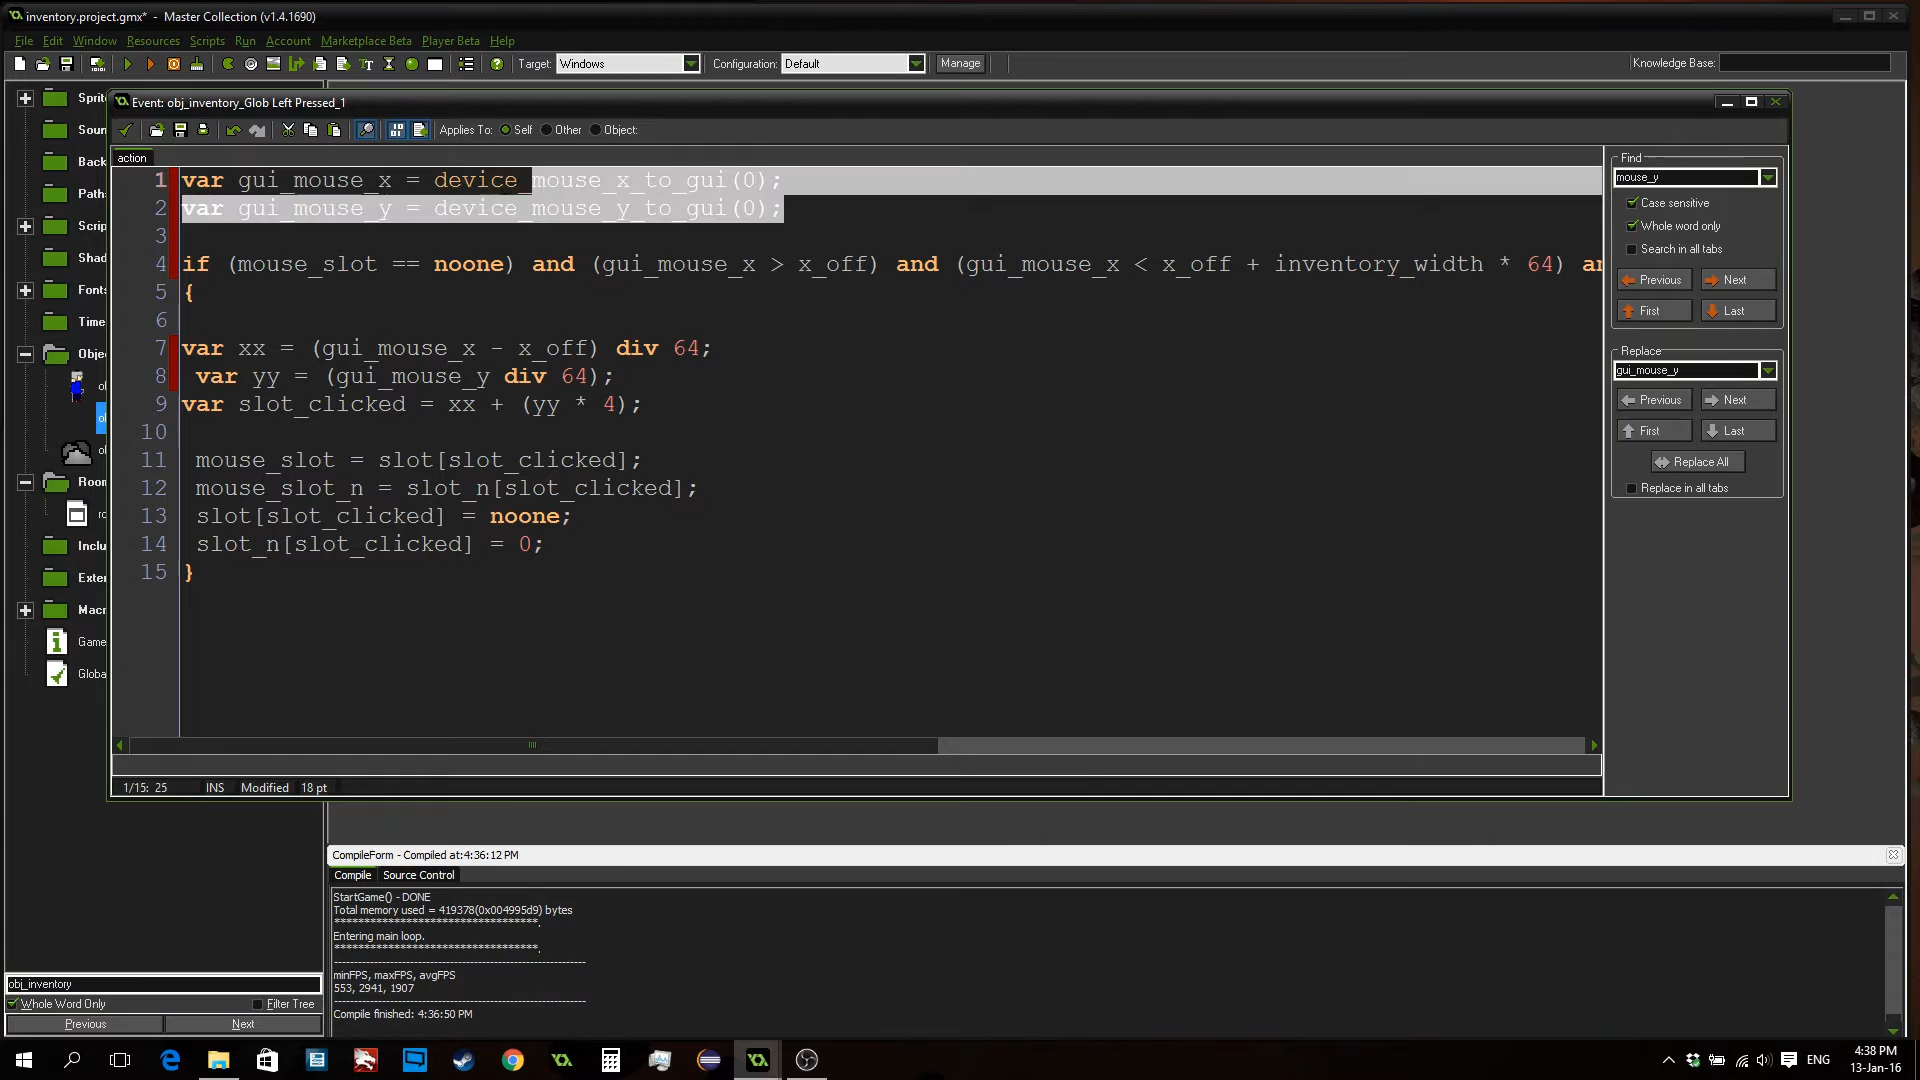 inventory.project.gmx* - Master Collection (v1.4.1690)
File Edit Window Resources Scripts Run Account Marketplace Beta Player Beta Help
Target: Windows Configuration: Default Manage Knowledge Base:
Event: obj_inventory_Glob Left Pressed_1
Applies To: Self Other Object:
action
1 var gui_mouse_x = device_mouse_x_to_gui(0);
2 var gui_mouse_y = device_mouse_y_to_gui(0);
3
4 if (mouse_slot == noone) and (gui_mouse_x > x_off) and (gui_mouse_x < x_off + inventory_width * 64) an
5 {
6
7 var xx = (gui_mouse_x - x_off) div 64;
8 var yy = (gui_mouse_y div 64);
9 var slot_clicked = xx + (yy * 4);
10
11 mouse_slot = slot[slot_clicked];
12 mouse_slot_n = slot_n[slot_clicked];
13 slot[slot_clicked] = noone;
14 slot_n[slot_clicked] = 0;
15 }
1/15: 25 INS Modified 18 pt
Find
mouse_y
Case sensitive
Whole word only
Search in all tabs
Previous Next
First Last
Replace
gui_mouse_y
Previous Next
First Last
Replace All
Replace in all tabs
Sprite
Soun
Back
Path:
Scrip
Shad
Fonts
Time
Obje
ob
ob
ob
Room
ro
Inclu
Exter
Macr
Game
Globa
obj_inventory
Whole Word Only Filter Tree
Previous Next
CompileForm - Compiled at:4:36:12 PM
Compile Source Control
StartGame() - DONE
Total memory used = 419378(0x004995d9) bytes
**********************************.
Entering main loop.
**********************************.
minFPS, maxFPS, avgFPS
553, 2941, 1907
Compile finished: 4:36:50 PM
ENG
4:38 PM
13-Jan-16